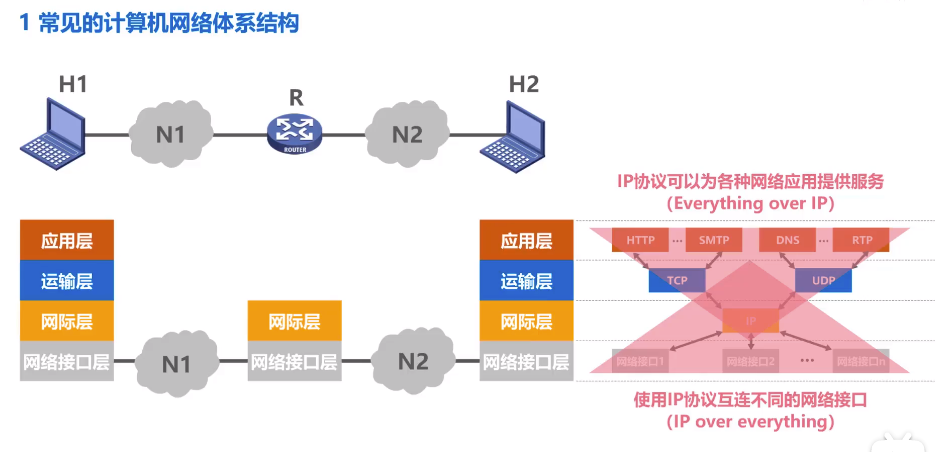 1 常见的计算机网络体系结构
H1
R
H2
N1
ROUTER
N2
IP协议可以为各种网络应用提供服务
（Everything over IP）
应用层
应用层
HTTP ··· SMTP DNS ··· RTP
运输层
运输层
TCP UDP
网际层
网际层
网际层
IP
网络接口层
N1
网络接口层
N2
网络接口层
网络接口1 网络接口2 ··· 网络接口n
使用IP协议互连不同的网络接口
（IP over everything）